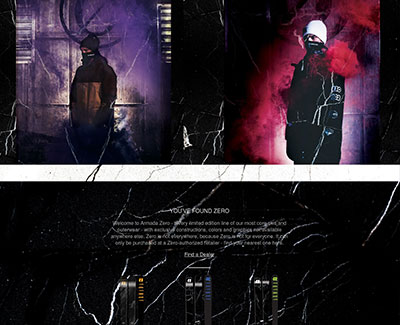 YOU'VE FOUND ZERO
Welcome to Armada Zero - a very limited edition line of our most core skis and
outerwear - with exclusive constructions, colors and graphics not available
anywhere else. Zero is not everywhere, because Zero is not for everyone. It can
only be purchased at a Zero authorized retailer - find your nearest one here.
Find a Dealer